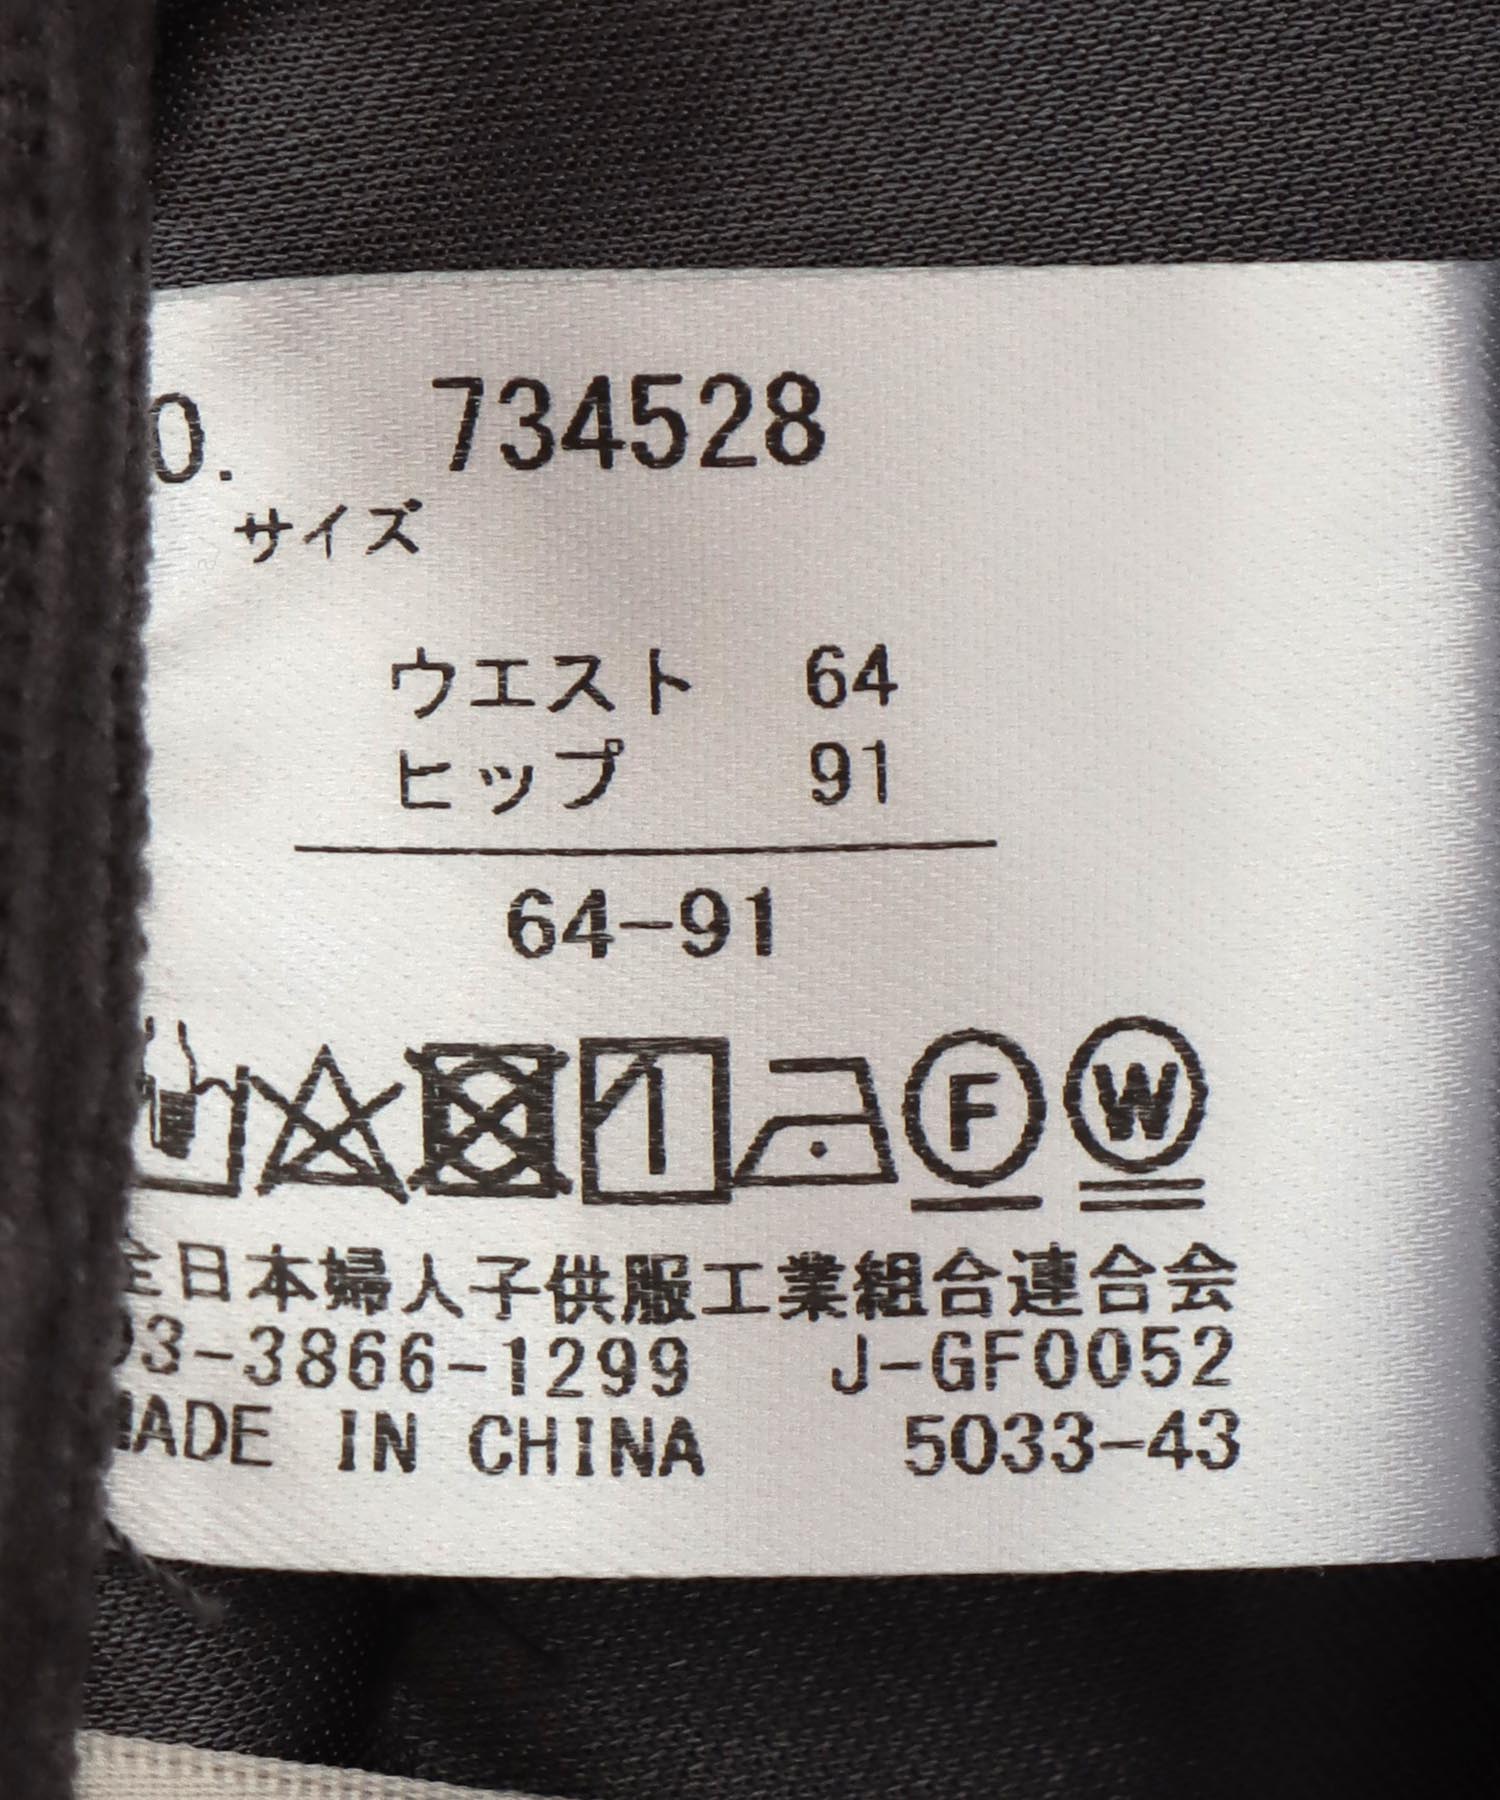 O. 734528
サイズ
ウエスト 64
ヒップ 91
64-91
F W
全日本婦人子供服工業組合連合会
03-3866-1299 J-GF0052
MADE IN CHINA 5033-43